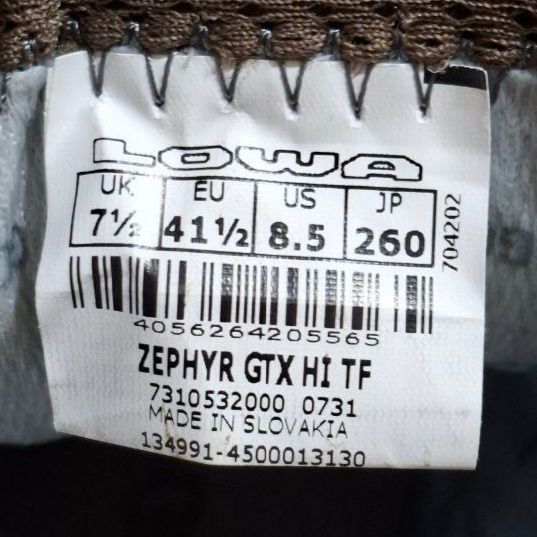 LOWA
UK EU US JP
7½ 41½ 8.5 260
704202
4056264205565
ZEPHYR GTX HI TF
7310532000 0731
MADE IN SLOVAKIA
134991-4500013130